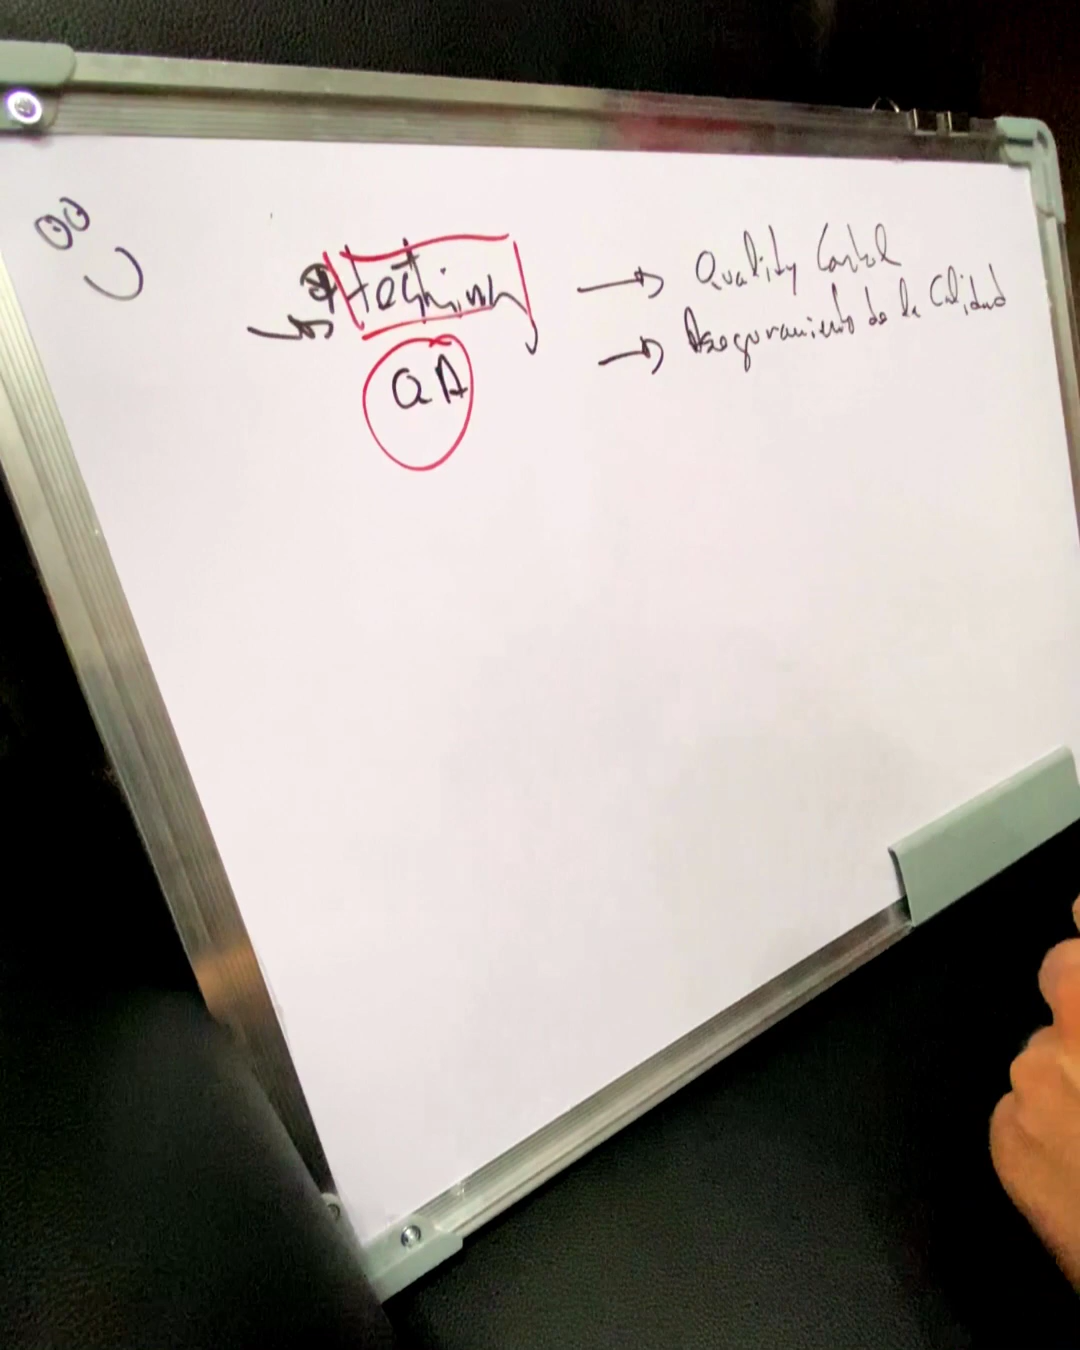 testing
QA
→ Quality Control
→ Aseguramiento de la Calidad